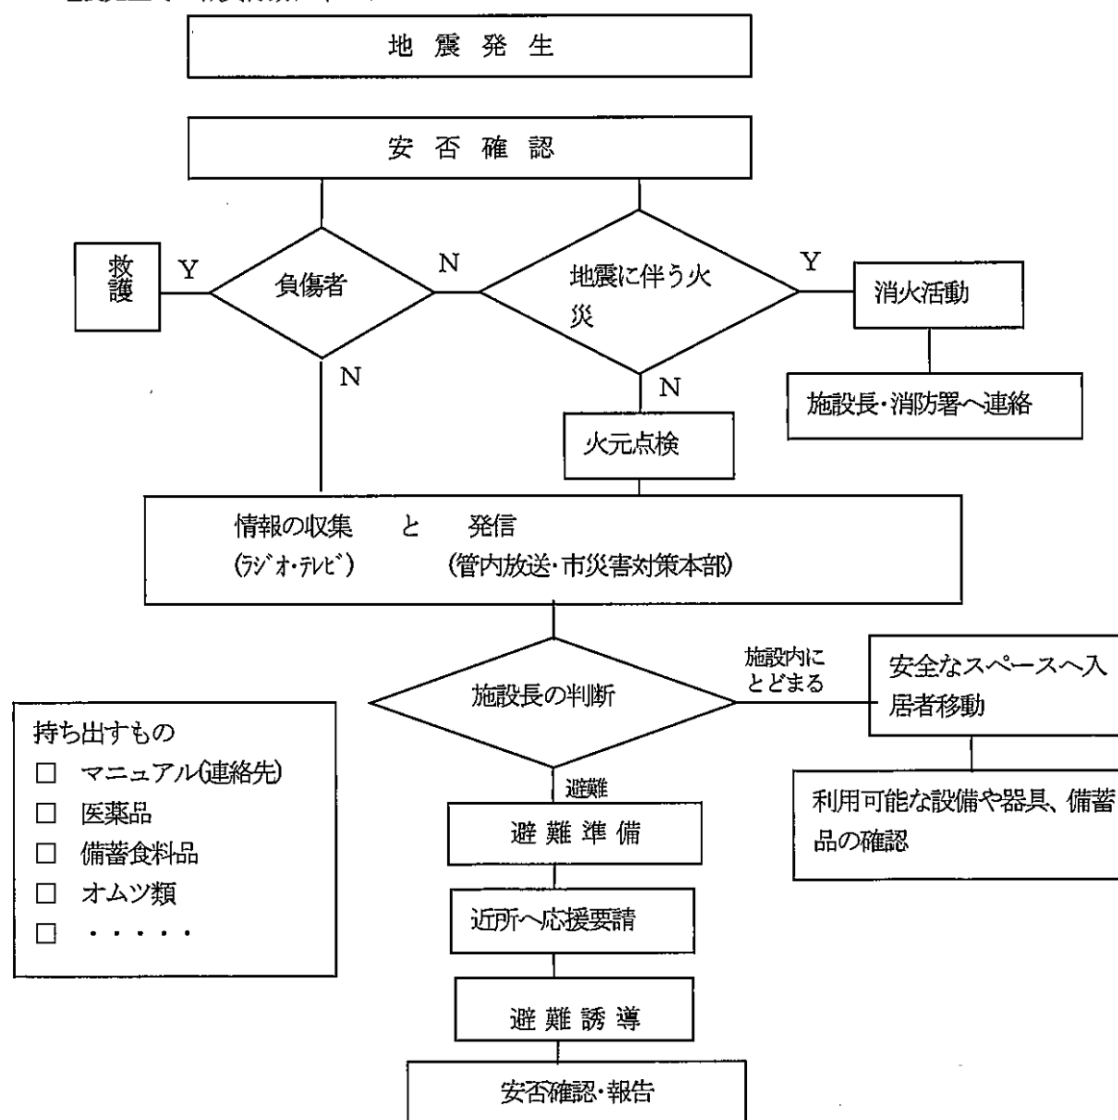 地 震 発 生
安 否 確 認
救護
Y
負傷者
N
地震に伴う火
災
Y
消火活動
N
N
施設長・消防署へ連絡
火元点検
情報の収集 と 発信
(ﾗｼﾞｵ・ﾃﾚﾋﾞ) (管内放送・市災害対策本部)
施設長の判断
施設内に
とどまる
安全なスペースへ入
居者移動
避難
利用可能な設備や器具、備蓄
品の確認
持ち出すもの
□ マニュアル(連絡先)
□ 医薬品
□ 備蓄食料品
□ オムツ類
□ ・・・・・
避 難 準 備
近所へ応援要請
避 難 誘 導
安否確認・報告